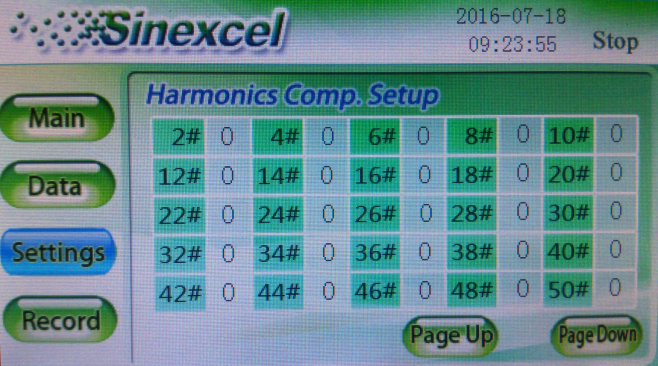 Sinexcel
2016-07-18
09:23:55
Stop
Harmonics Comp. Setup
Main
Data
Settings
Record
2# 0 4# 0 6# 0 8# 0 10# 0
12# 0 14# 0 16# 0 18# 0 20# 0
22# 0 24# 0 26# 0 28# 0 30# 0
32# 0 34# 0 36# 0 38# 0 40# 0
42# 0 44# 0 46# 0 48# 0 50# 0
Page Up Page Down